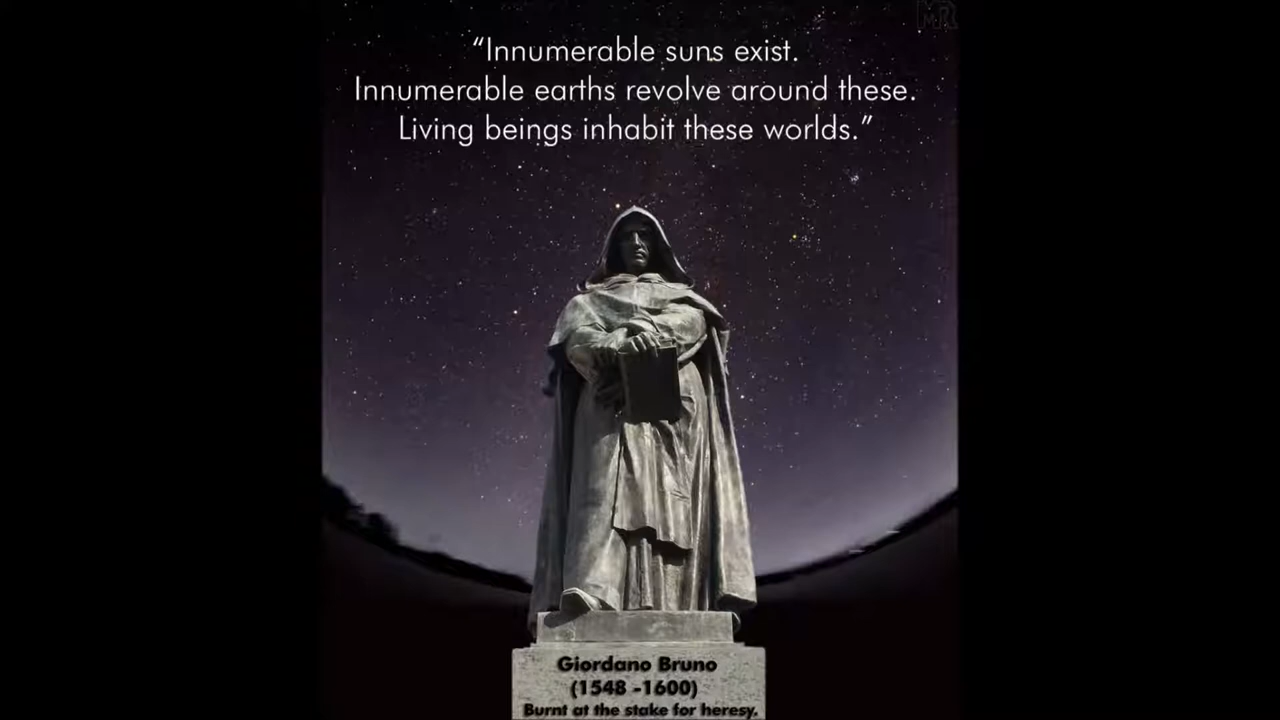 MR
“Innumerable suns exist.
Innumerable earths revolve around these.
Living beings inhabit these worlds.”
Giordano Bruno
(1548 -1600)
Burnt at the stake for heresy.